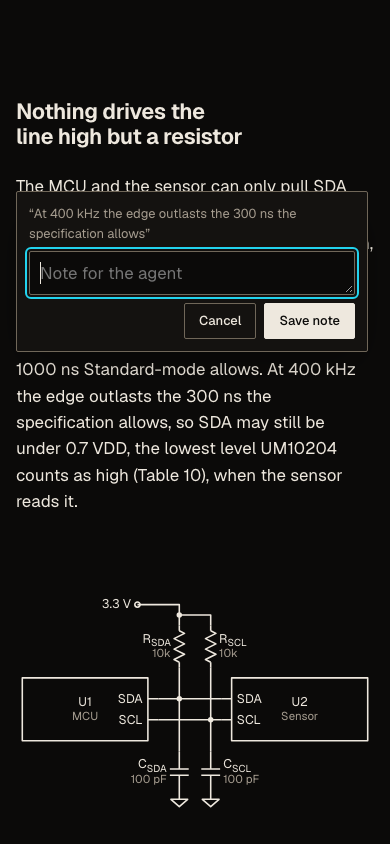 Nothing drives the
line high but a resistor
The MCU and the sensor can only pull SDA
“At 400 kHz the edge outlasts the 300 ns the
specification allows”
Note for the agent
Cancel
Save note
1000 ns Standard-mode allows. At 400 kHz
the edge outlasts the 300 ns the
specification allows, so SDA may still be
under 0.7 VDD, the lowest level UM10204
counts as high (Table 10), when the sensor
reads it.
3.3 V
RSDA
10k
RSCL
10k
U1
MCU
SDA
SCL
SDA
SCL
U2
Sensor
CSDA
100 pF
CSCL
100 pF